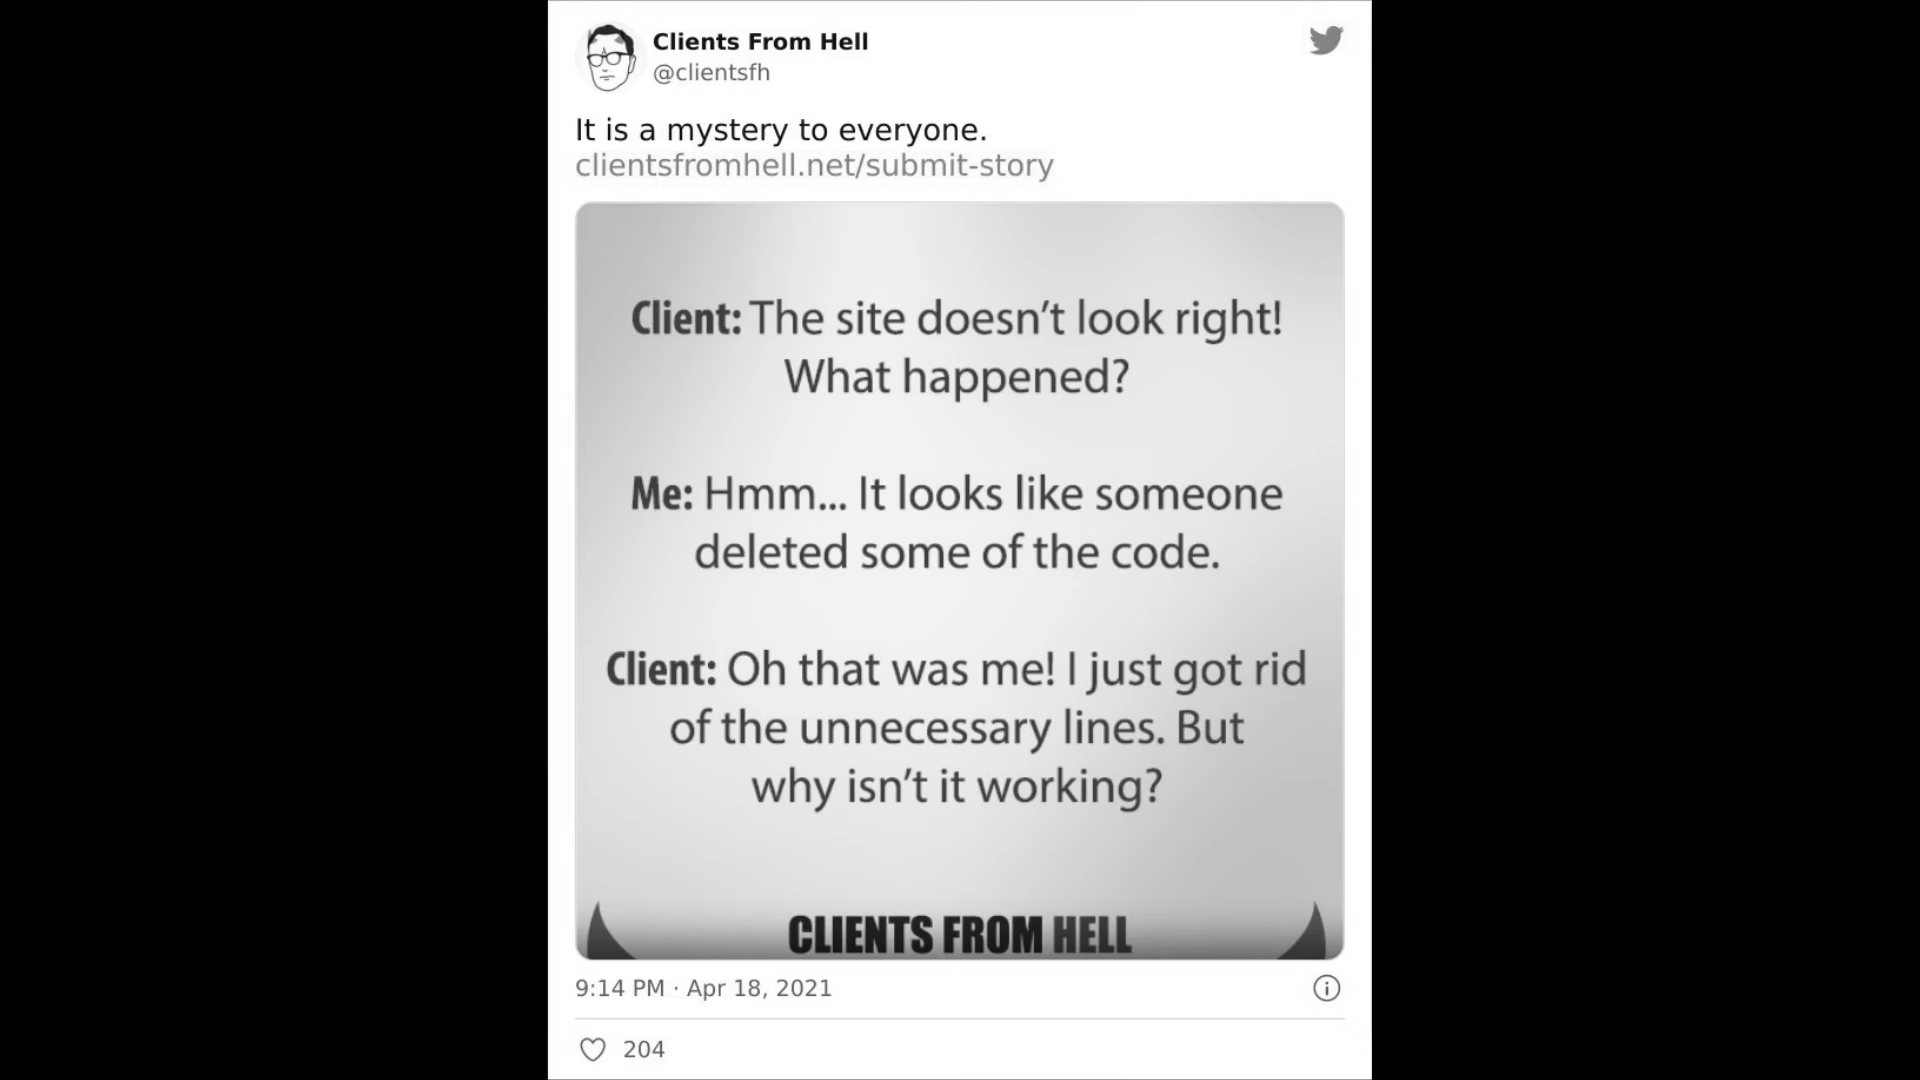 Clients From Hell
@clientsfh
It is a mystery to everyone.
clientsfromhell.net/submit-story
Client: The site doesn’t look right!
What happened?
Me: Hmm... It looks like someone
deleted some of the code.
Client: Oh that was me! I just got rid
of the unnecessary lines. But
why isn’t it working?
CLIENTS FROM HELL
9:14 PM · Apr 18, 2021
204